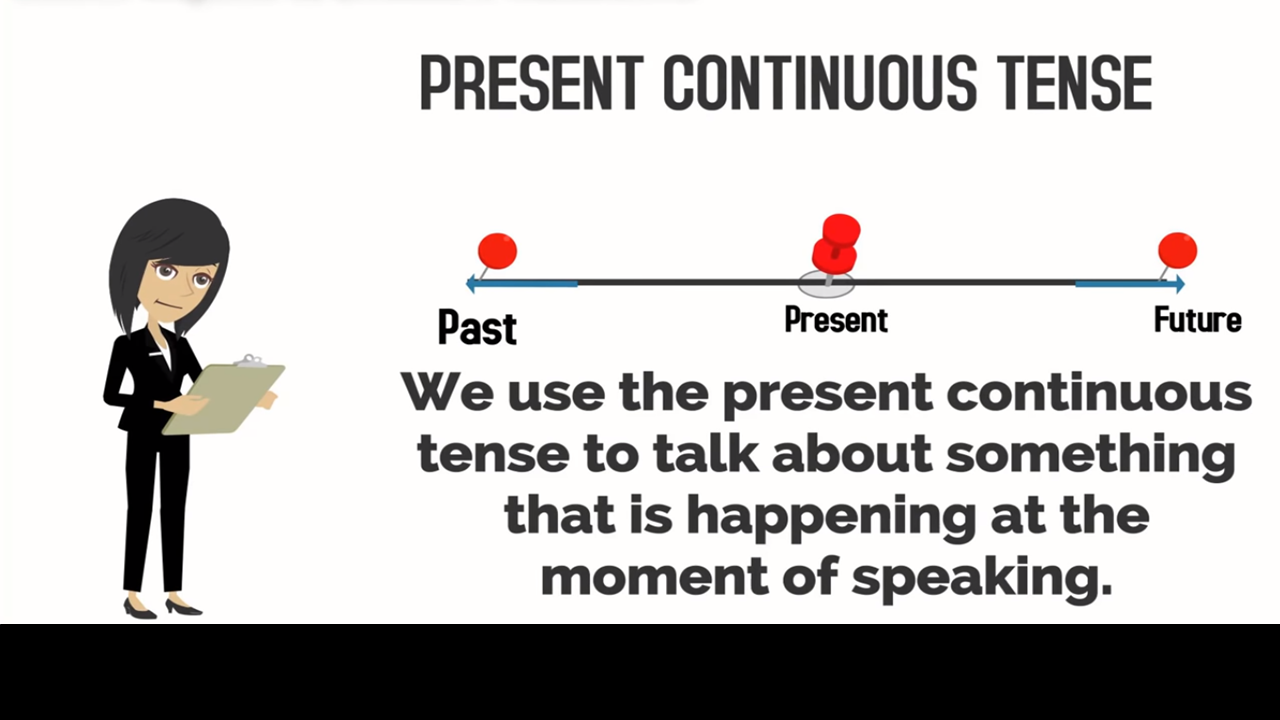 PRESENT CONTINUOUS TENSE
Past
Present
Future
We use the present continuous
tense to talk about something
that is happening at the
moment of speaking.